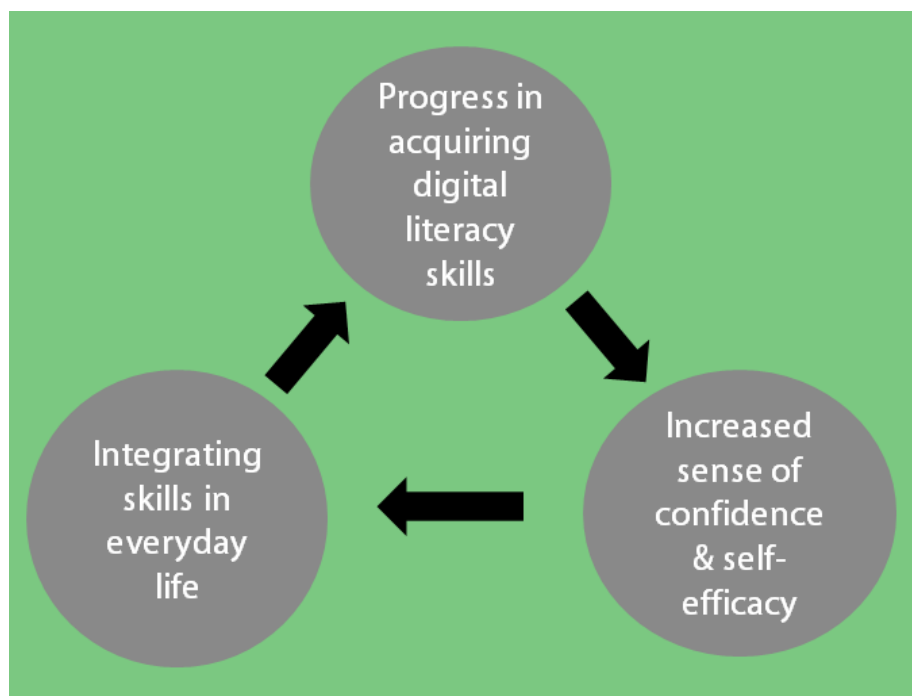 Progress in
acquiring
digital
literacy
skills
Increased
sense of
confidence
& self-
efficacy
Integrating
skills in
everyday
life